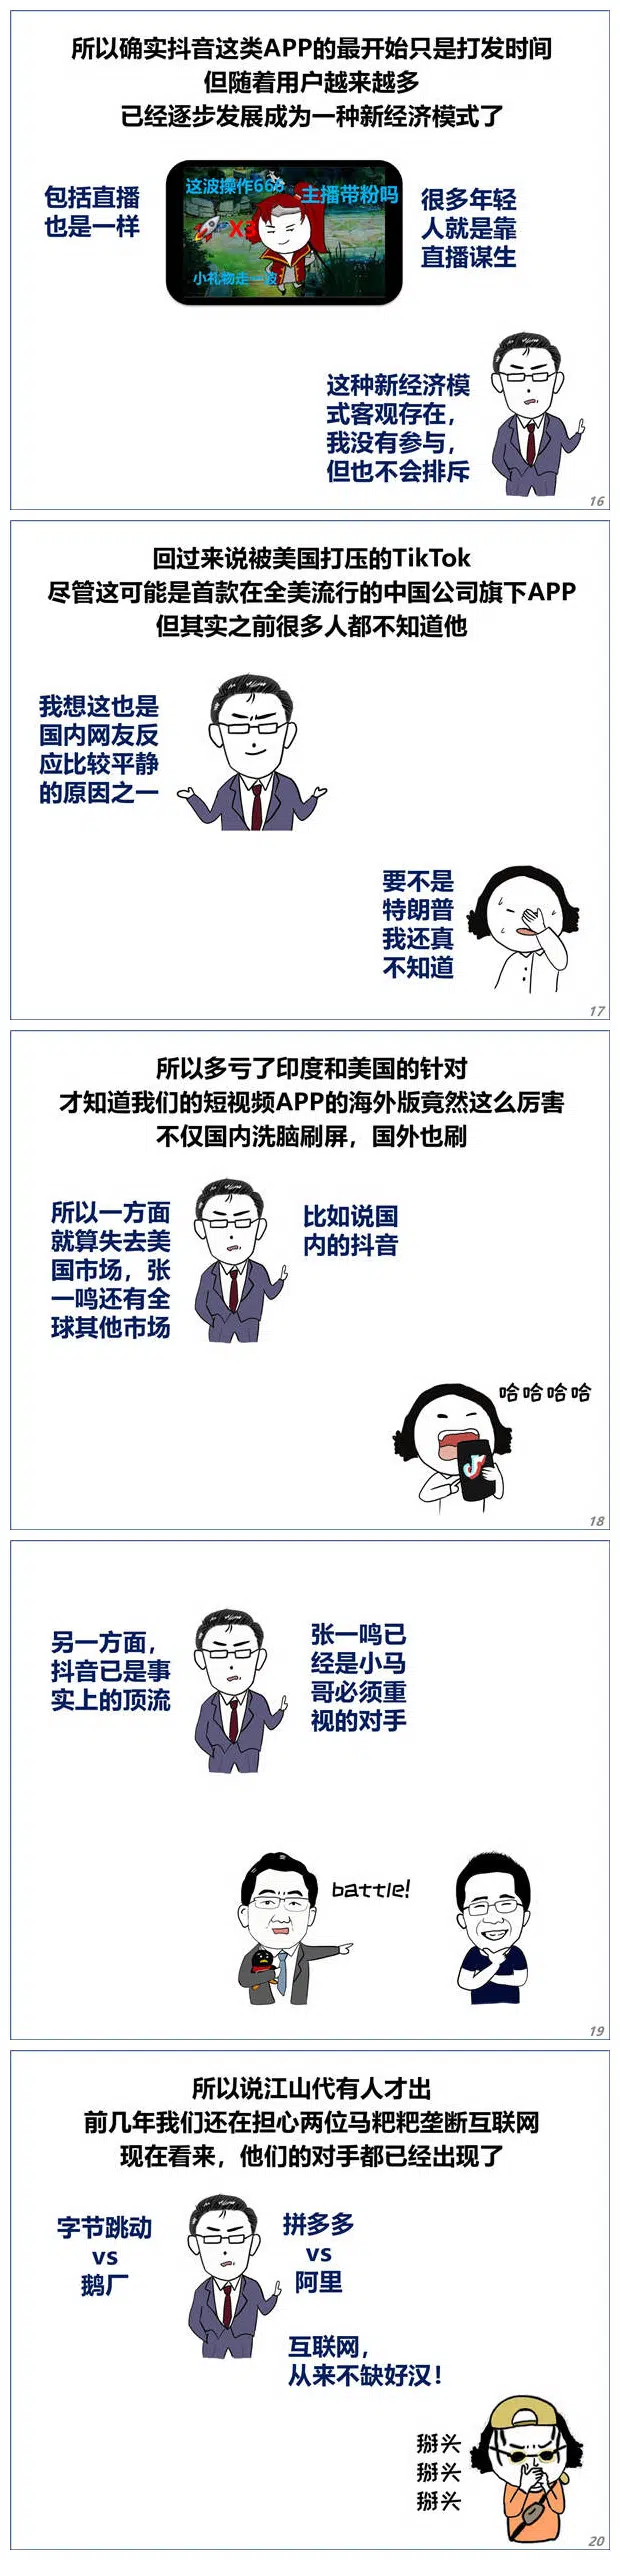 所以确实抖音这类APP的最开始只是打发时间
但随着用户越来越多
已经逐步发展成为一种新经济模式了
包括直播
也是一样
这波操作666
主播带粉吗
X3
小礼物走一波
很多年轻
人就是靠
直播谋生
这种新经济模
式客观存在，
我没有参与，
但也不会排斥
16
回过来说被美国打压的TikTok
尽管这可能是首款在全美流行的中国公司旗下APP
但其实之前很多人都不知道他
我想这也是
国内网友反
应比较平静
的原因之一
要不是
特朗普
我还真
不知道
17
所以多亏了印度和美国的针对
才知道我们的短视频APP的海外版竟然这么厉害
不仅国内洗脑刷屏，国外也刷
所以一方面
就算失去美
国市场，张
一鸣还有全
球其他市场
比如说国
内的抖音
哈哈哈哈
18
另一方面，
抖音已是事
实上的顶流
张一鸣已
经是小马
哥必须重
视的对手
battle!
19
所以说江山代有人才出
前几年我们还在担心两位马粑粑垄断互联网
现在看来，他们的对手都已经出现了
字节跳动
vs
鹅厂
拼多多
vs
阿里
互联网，
从来不缺好汉！
掰头
掰头
掰头
20